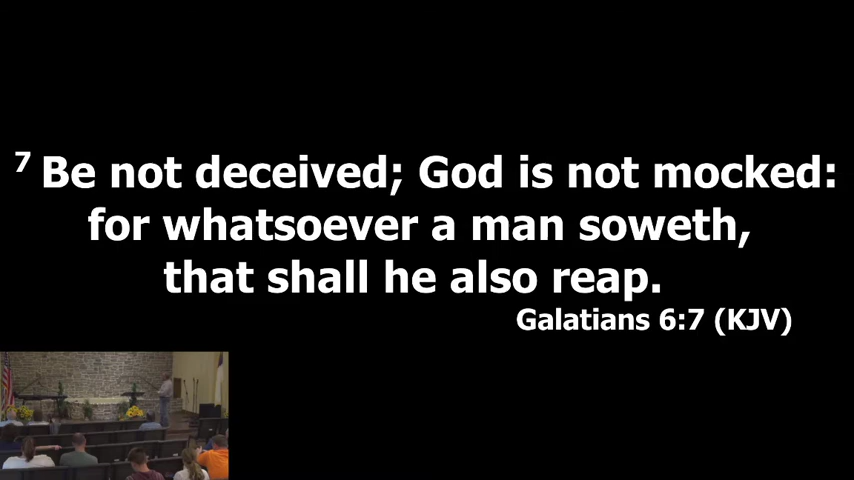 7 Be not deceived; God is not mocked:
for whatsoever a man soweth,
that shall he also reap.
Galatians 6:7 (KJV)